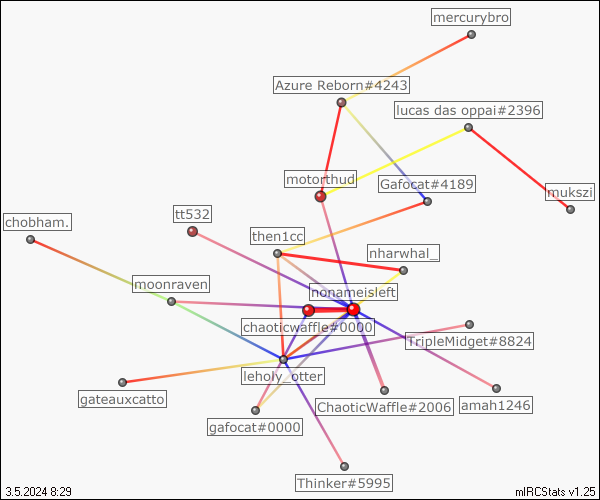 mercurybro
Azure Reborn#4243
lucas das oppai#2396
motorthud
Gafocat#4189
mukszi
tt532
chobham.
then1cc
nharwhal_
moonraven
nonameisleft
chaoticwaffle#0000
TripleMidget#8824
leholy_otter
gateauxcatto
ChaoticWaffle#2006
amah1246
gafocat#0000
Thinker#5995
3.5.2024 8:29
mIRCStats v1.25